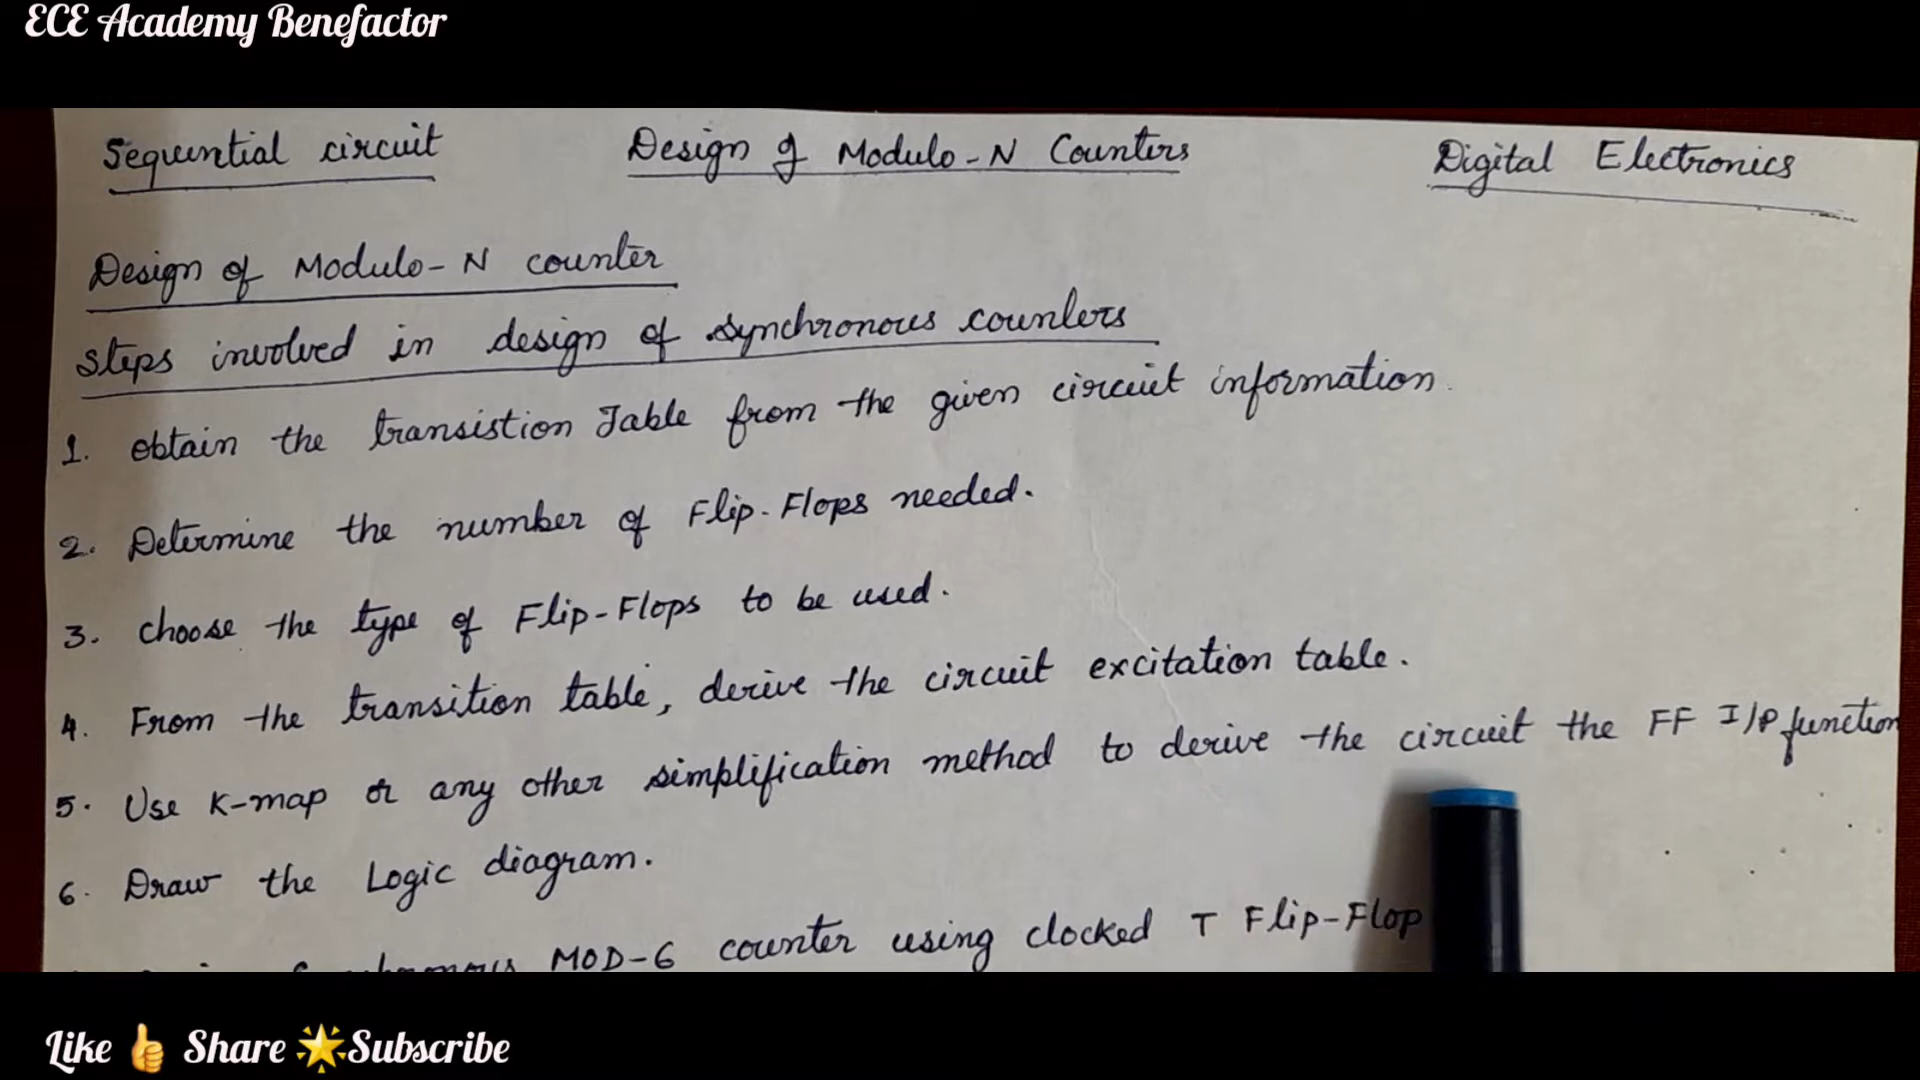 ECE Academy Benefactor
Sequential circuit Design of Modulo-N Counters Digital Electronics
Design of Modulo-N counter
Steps involved in design of synchronous counters
1. obtain the transistion Table from the given circuit information.
2. Determine the number of Flip-Flops needed.
3. choose the type of Flip-Flops to be used.
4. From the transition table, derive the circuit excitation table.
5. Use K-map or any other simplification method to derive the circuit the FF I/P function
6. Draw the Logic diagram.
MOD-6 counter using clocked T Flip-Flop
Like 👍 Share 🌟Subscribe